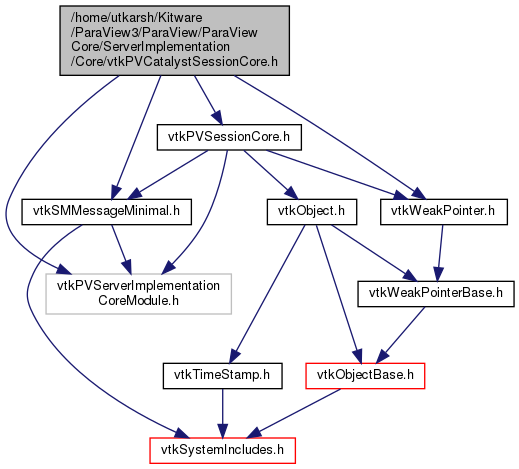 /home/utkarsh/Kitware
/ParaView3/ParaView/ParaView
Core/ServerImplementation
/Core/vtkPVCatalystSessionCore.h
vtkPVSessionCore.h
vtkSMMessageMinimal.h
vtkObject.h
vtkWeakPointer.h
vtkPVServerImplementation
CoreModule.h
vtkWeakPointerBase.h
vtkTimeStamp.h
vtkObjectBase.h
vtkSystemIncludes.h